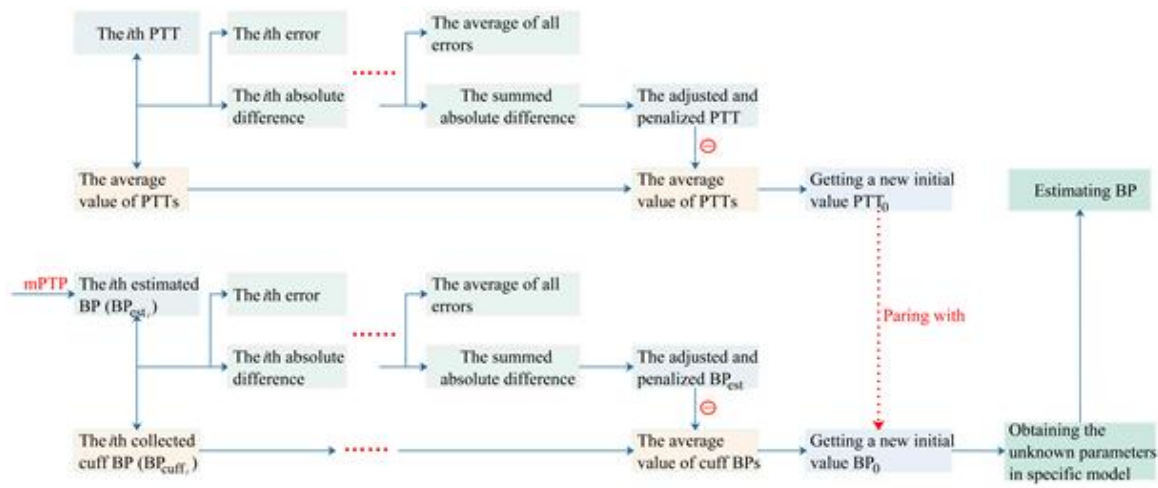 The ith PTT
The ith error
The average of all
errors
The ith absolute
difference
The summed
absolute difference
The adjusted and
penalized PTT
The average
value of PTTs
The average
value of PTTs
Getting a new initial
value PTT0
Estimating BP
mPTP
The ith estimated
BP (BPest,)
The ith error
The average of all
errors
Paring with
The ith absolute
difference
The summed
absolute difference
The adjusted and
penalized BPest
The ith collected
cuff BP (BPcuff,)
The average
value of cuff BPs
Getting a new initial
value BP0
Obtaining the
unknown parameters
in specific model